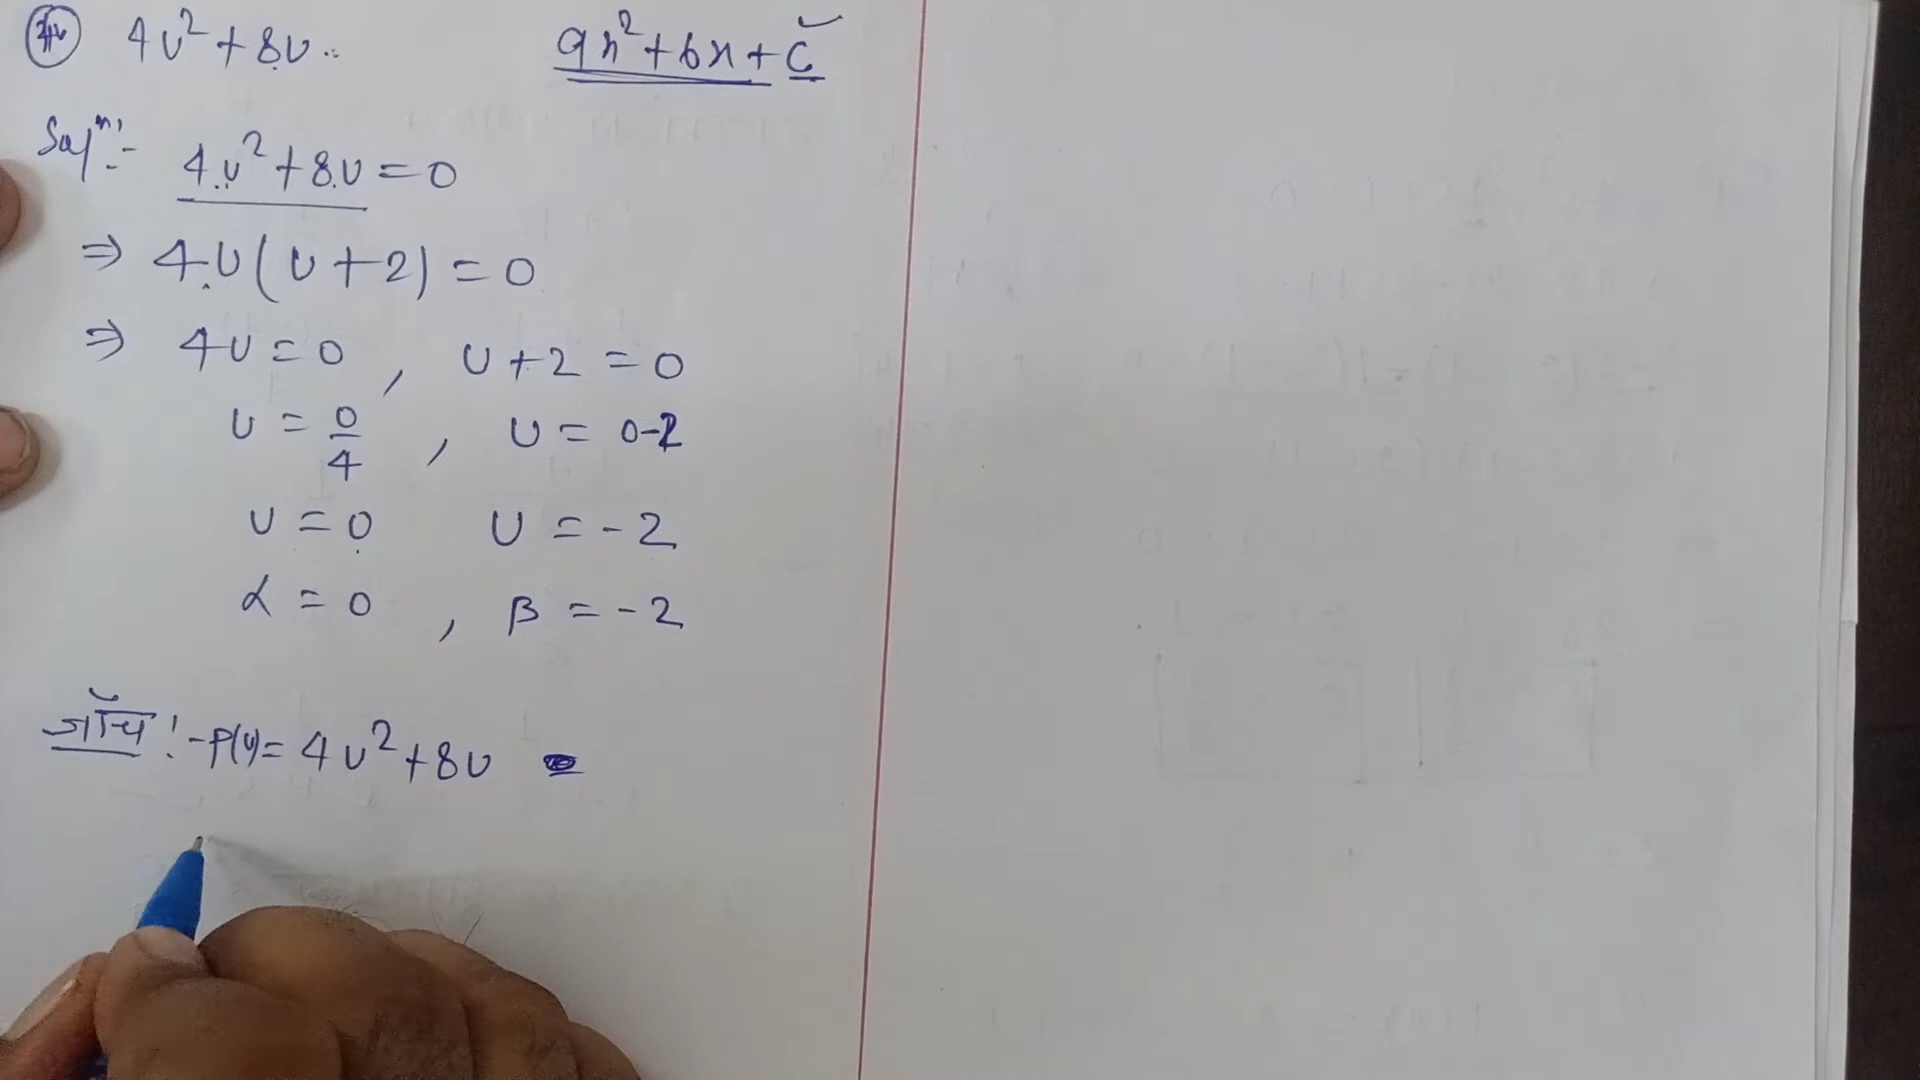 4u²+8u..
ax²+bx+c
Solⁿ:- 4u²+8u=0
⇒ 4u(u+2)=0
⇒ 4u=0 , u+2=0
u=0/4 , u=0-2
u=0 u=-2
α=0 , β=-2
जाँच:- P(u)=4u²+8u